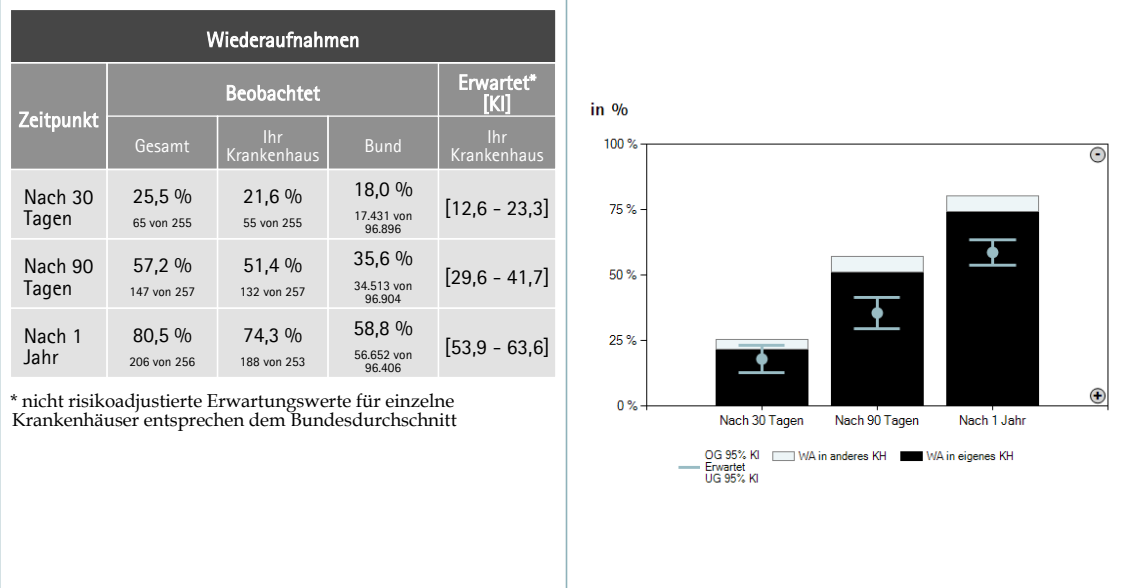 Wiederaufnahmen
Zeitpunkt
Beobachtet
Erwartet*
[KI]
Gesamt
Ihr
Krankenhaus
Bund
Ihr
Krankenhaus
Nach 30
Tagen
25,5 %
65 von 255
21,6 %
55 von 255
18,0 %
17.431 von
96.896
[12,6 - 23,3]
Nach 90
Tagen
57,2 %
147 von 257
51,4 %
132 von 257
35,6 %
34.513 von
96.904
[29,6 - 41,7]
Nach 1
Jahr
80,5 %
206 von 256
74,3 %
188 von 253
58,8 %
56.652 von
96.406
[53,9 - 63,6]
* nicht risikoadjustierte Erwartungswerte für einzelne
Krankenhäuser entsprechen dem Bundesdurchschnitt
in %
100 %
75 %
50 %
25 %
0 %
-
+
Nach 30 Tagen
Nach 90 Tagen
Nach 1 Jahr
OG 95% KI
Erwartet
UG 95% KI
WA in anderes KH
WA in eigenes KH